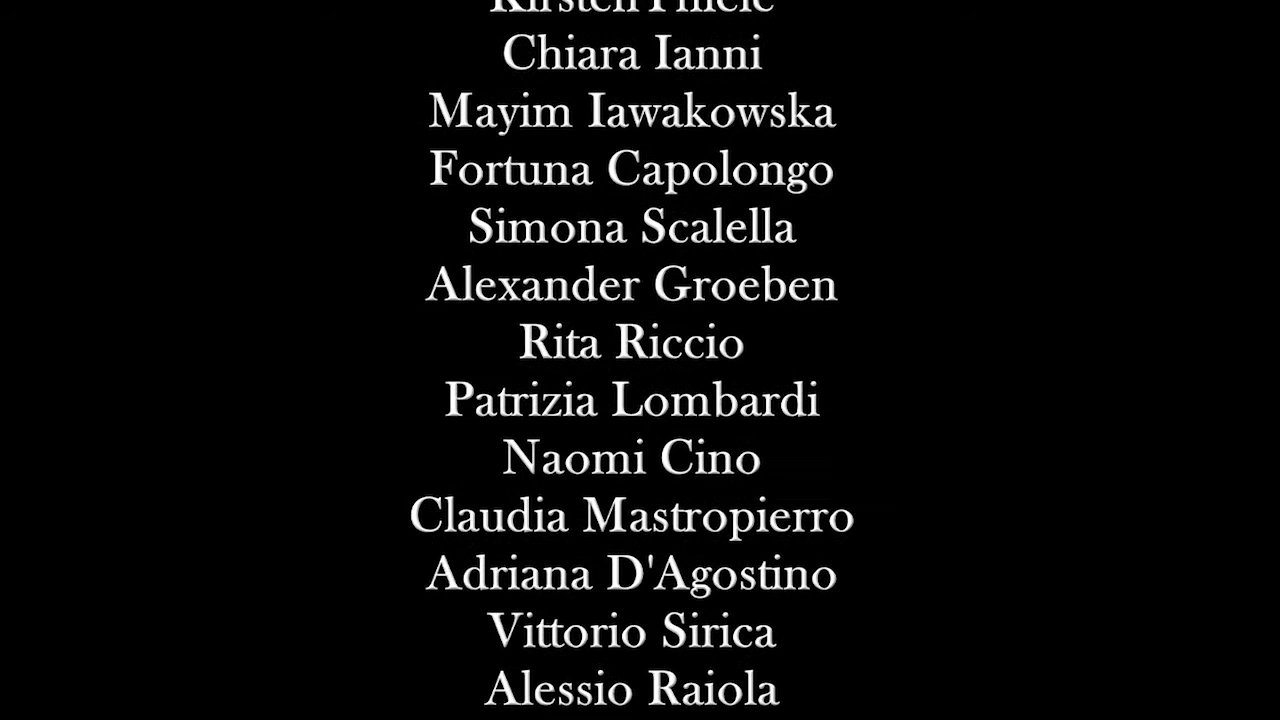 Kirsten
Chiara Ianni
Mayim Iawakowska
Fortuna Capolongo
Simona Scalella
Alexander Groeben
Rita Riccio
Patrizia Lombardi
Naomi Cino
Claudia Mastropierro
Adriana D'Agostino
Vittorio Sirica
Alessio Raiola